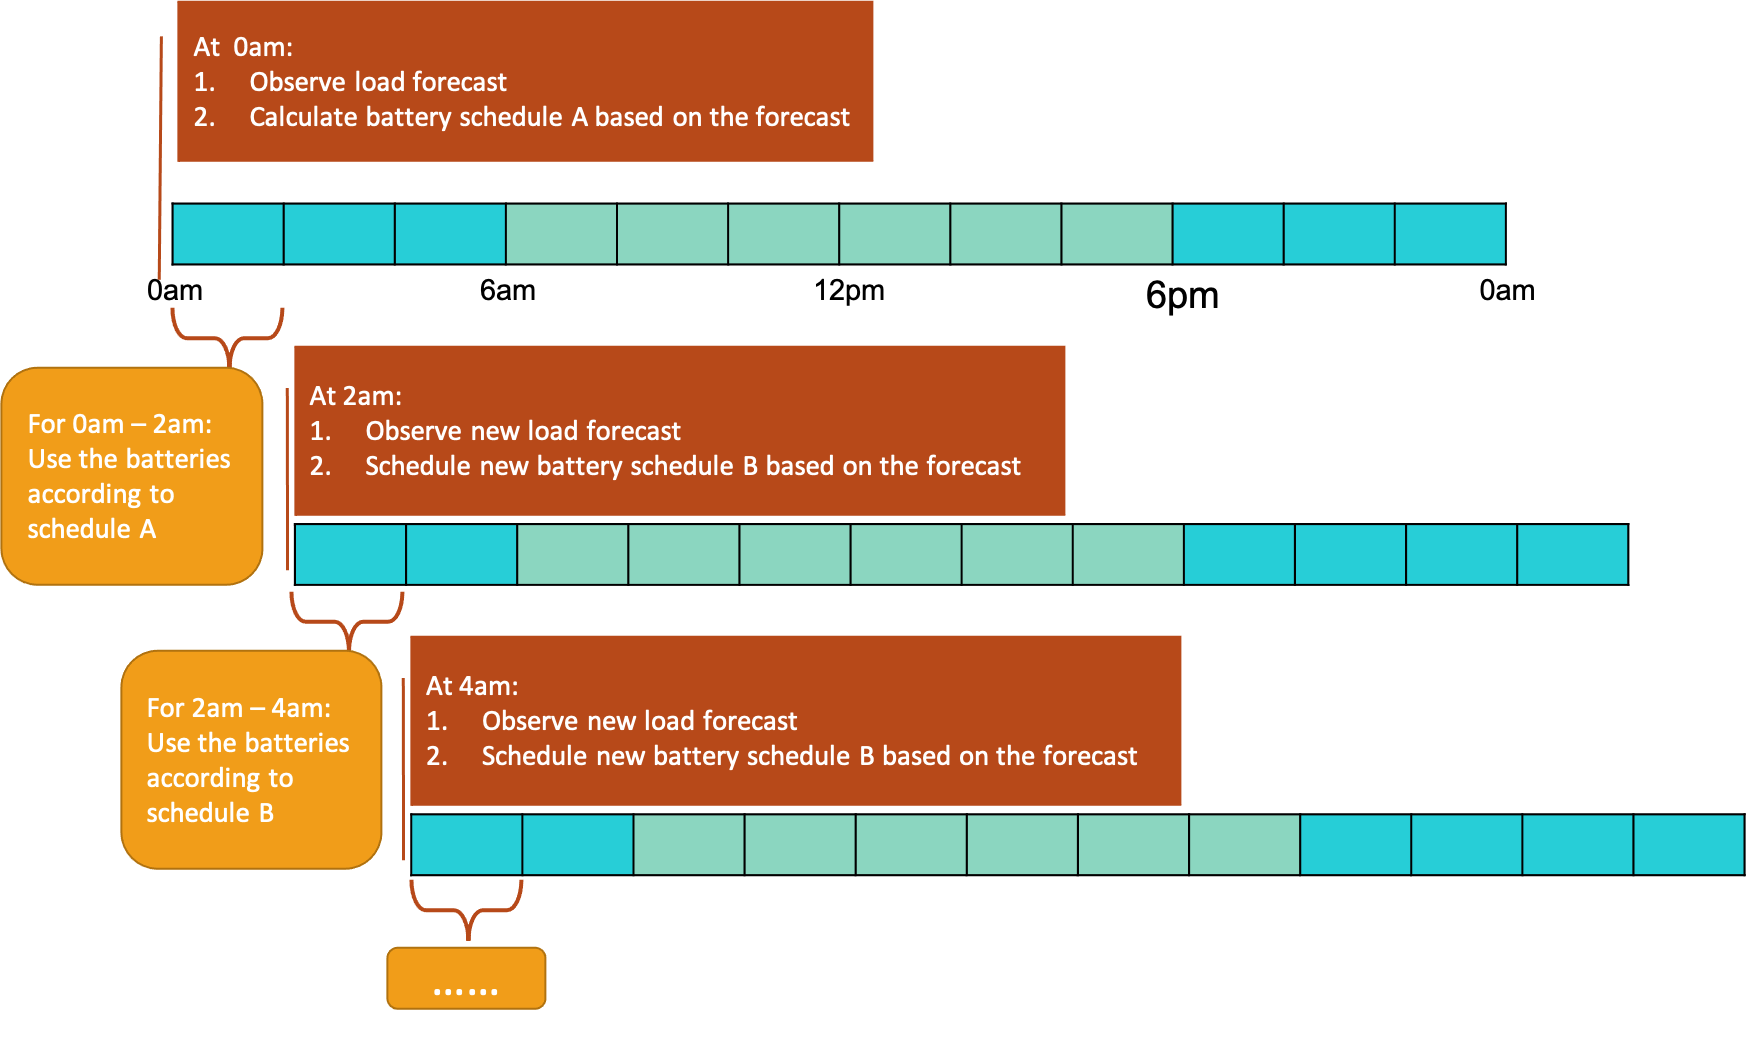 At  0am:
1. Observe load forecast
2. Calculate battery schedule A based on the forecast
0am 6am 12pm 6pm 0am
At 2am:
1. Observe new load forecast
2. Schedule new battery schedule B based on the forecast
For 0am – 2am:
Use the batteries
according to
schedule A
At 4am:
1. Observe new load forecast
2. Schedule new battery schedule B based on the forecast
For 2am – 4am:
Use the batteries
according to
schedule B
......